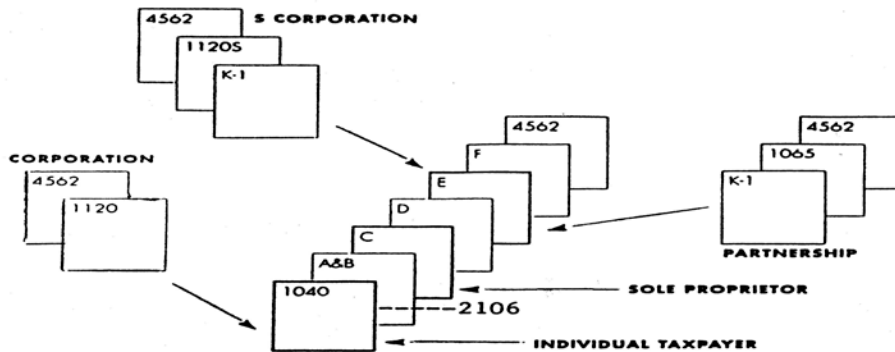 4562 S CORPORATION
1120S
K-1
4562
4562
F
1065
CORPORATION
4562
E
K-1
1120
D
C
A&B
PARTNERSHIP
1040
SOLE PROPRIETOR
2106
INDIVIDUAL TAXPAYER